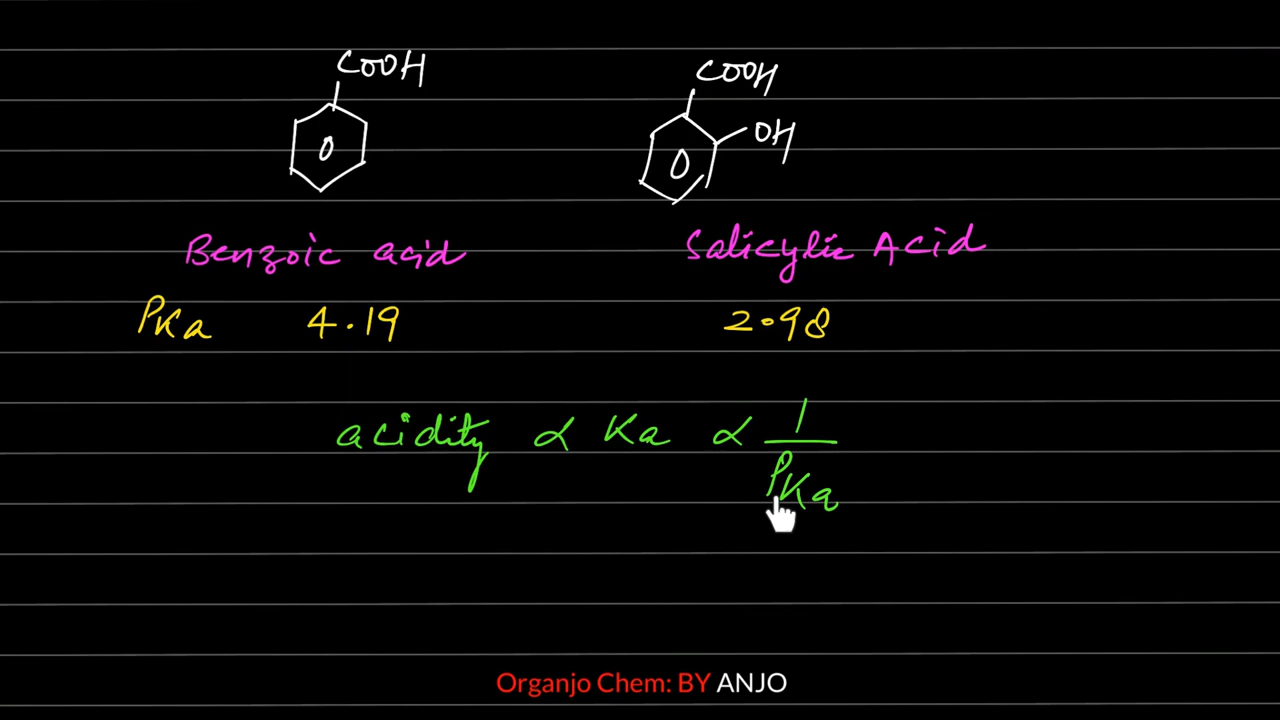 COOH COOH
OH
Benzoic acid Salicylic Acid
PKa 4.19 2.98
acidity ∝ Ka ∝ 1/PKa
Organjo Chem: BY ANJO